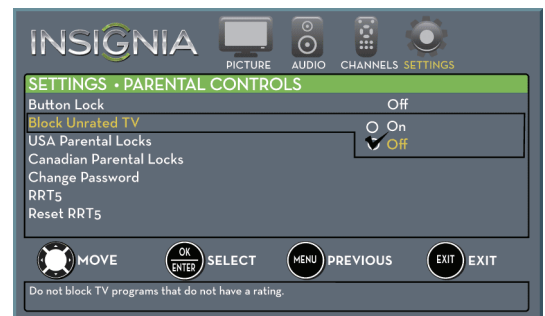 INSIGNIA
PICTURE AUDIO CHANNELS SETTINGS
SETTINGS • PARENTAL CONTROLS
Button Lock Off
Block Unrated TV On
Off
USA Parental Locks
Canadian Parental Locks
Change Password
RRT5
Reset RRT5
MOVE OK ENTER SELECT MENU PREVIOUS EXIT EXIT
Do not block TV programs that do not have a rating.